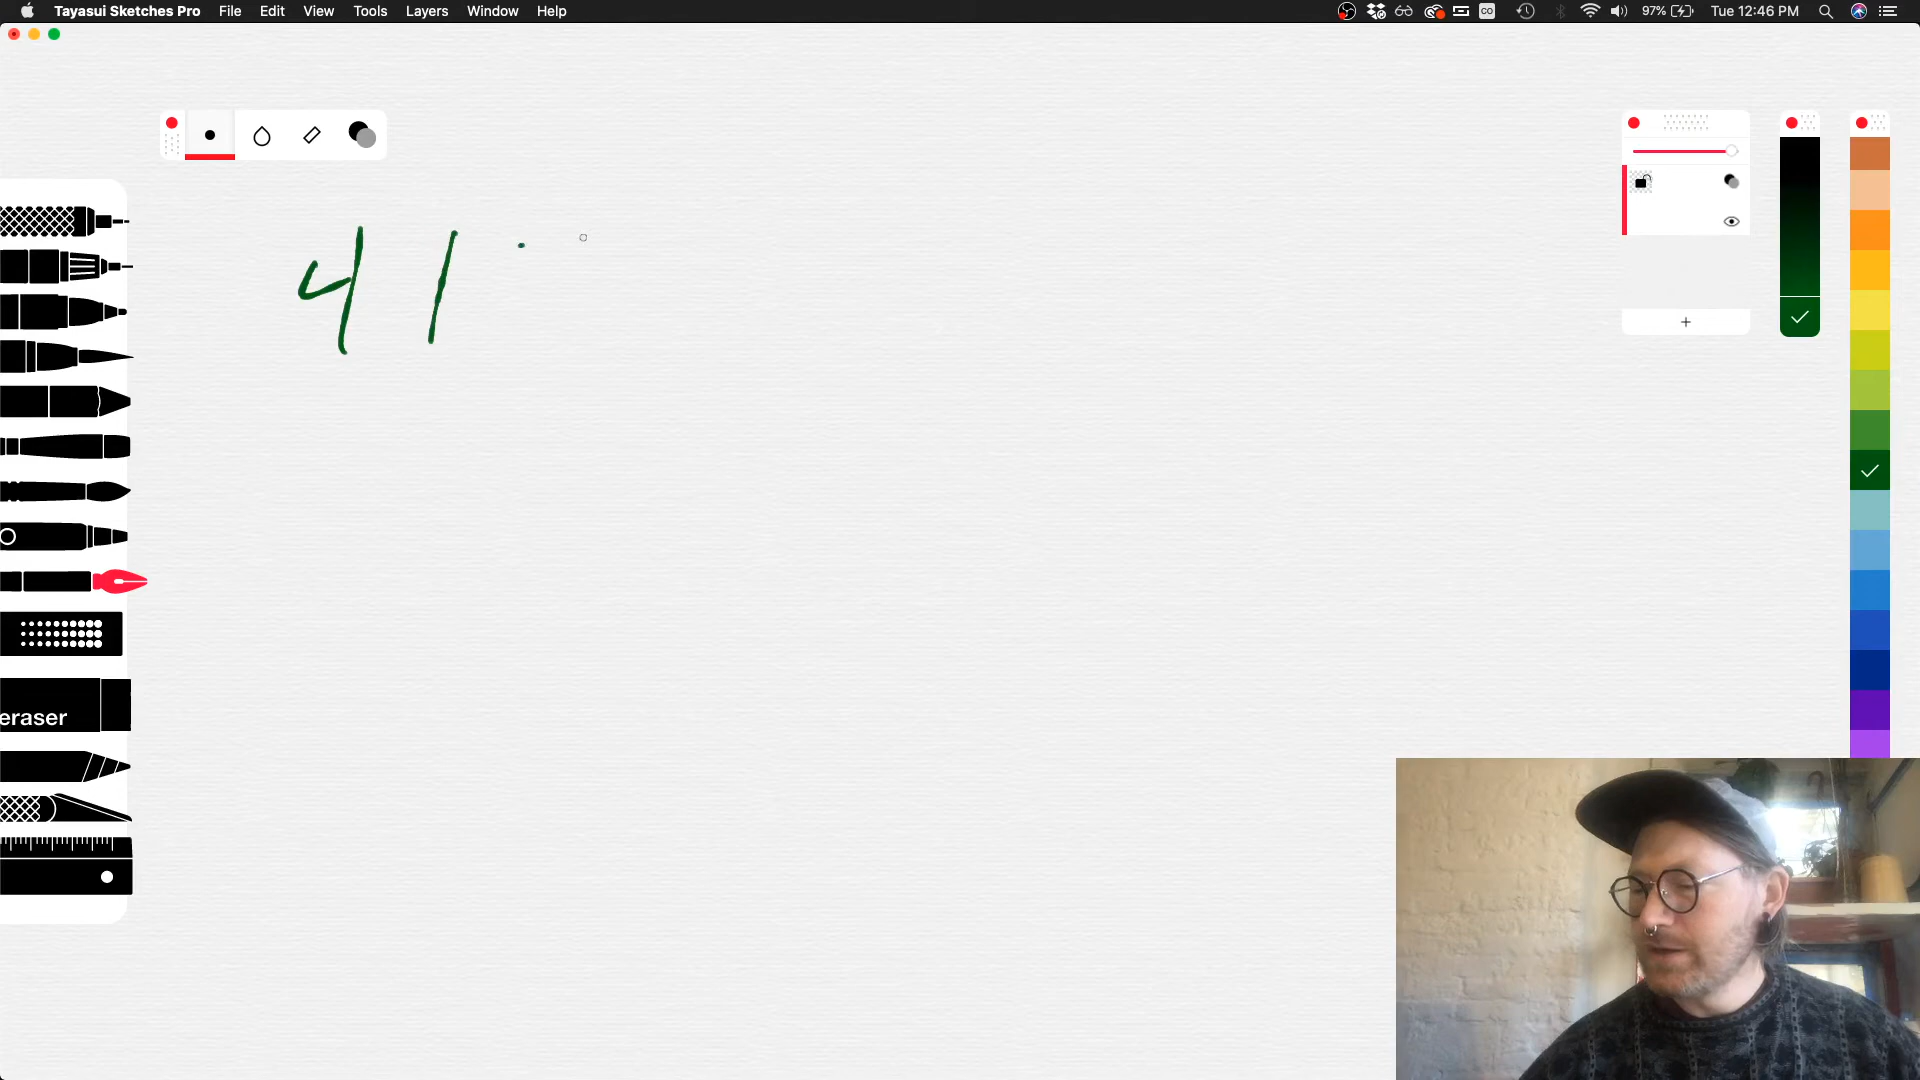 Tayasui Sketches Pro File Edit View Tools Layers Window Help 97% Tue 12:46 PM
4 1
eraser